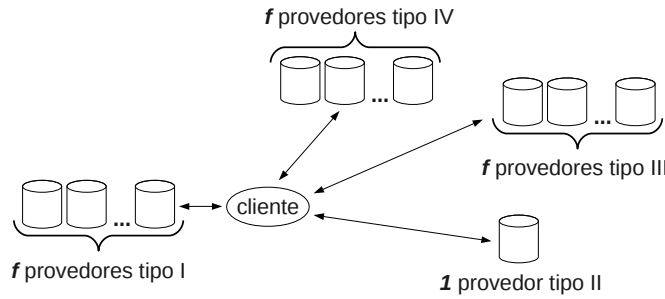 f provedores tipo IV
...
...
f provedores tipo III
...
cliente
f provedores tipo I
1 provedor tipo II